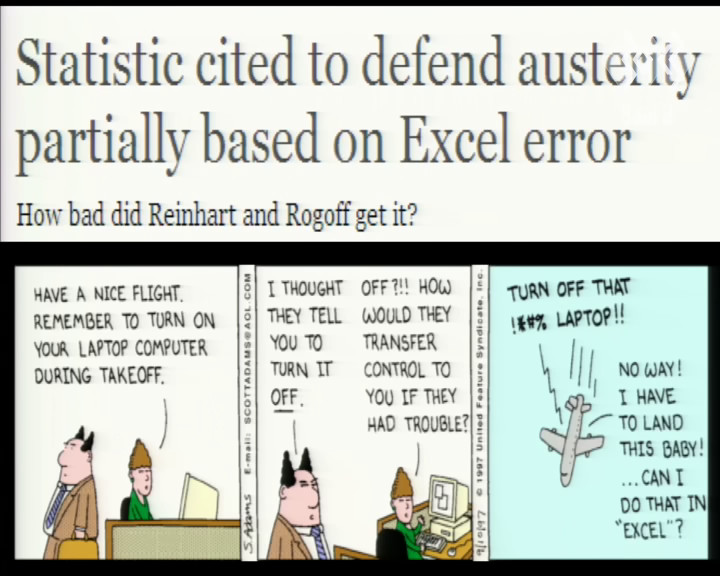 Statistic cited to defend austerity
partially based on Excel error
How bad did Reinhart and Rogoff get it?
HAVE A NICE FLIGHT.
REMEMBER TO TURN ON
YOUR LAPTOP COMPUTER
DURING TAKEOFF.
S. Adams E-mail: SCOTTADAMS@AOL.COM
I THOUGHT
THEY TELL
YOU TO
TURN IT
OFF.
OFF?!! HOW
WOULD THEY
TRANSFER
CONTROL TO
YOU IF THEY
HAD TROUBLE?
9/10/97 © 1997 United Feature Syndicate, Inc.
TURN OFF THAT
!*#% LAPTOP!!
NO WAY!
I HAVE
TO LAND
THIS BABY!
...CAN I
DO THAT IN
"EXCEL"?